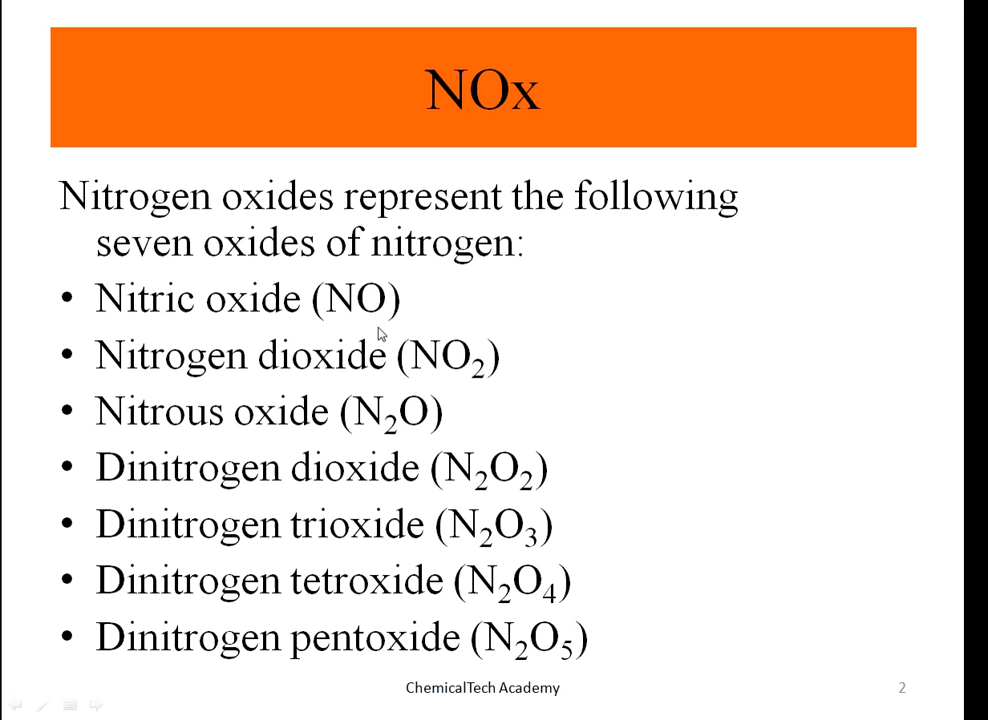 NOx
Nitrogen oxides represent the following
seven oxides of nitrogen:
• Nitric oxide (NO)
• Nitrogen dioxide (NO₂)
• Nitrous oxide (N₂O)
• Dinitrogen dioxide (N₂O₂)
• Dinitrogen trioxide (N₂O₃)
• Dinitrogen tetroxide (N₂O₄)
• Dinitrogen pentoxide (N₂O₅)
ChemicalTech Academy
2